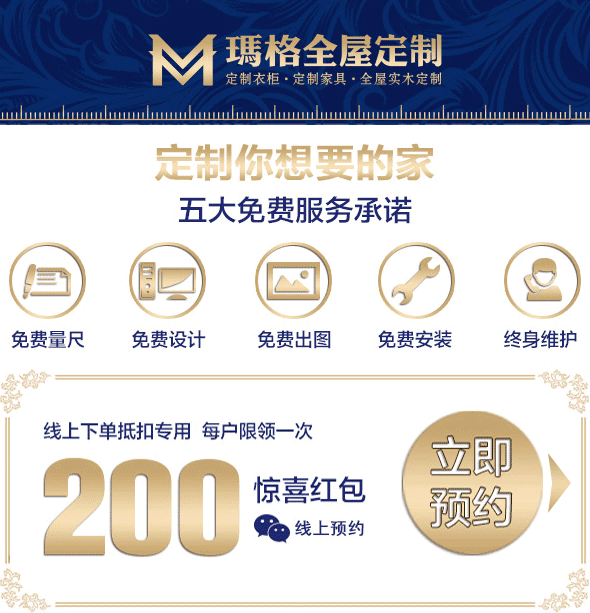 瑪格全屋定制
定制衣柜·定制家具·全屋实木定制
定制你想要的家
五大免费服务承诺
免费量尺 免费设计 免费出图 免费安装 终身维护
线上下单抵扣专用 每户限领一次
200
惊喜红包
线上预约
立即
预约